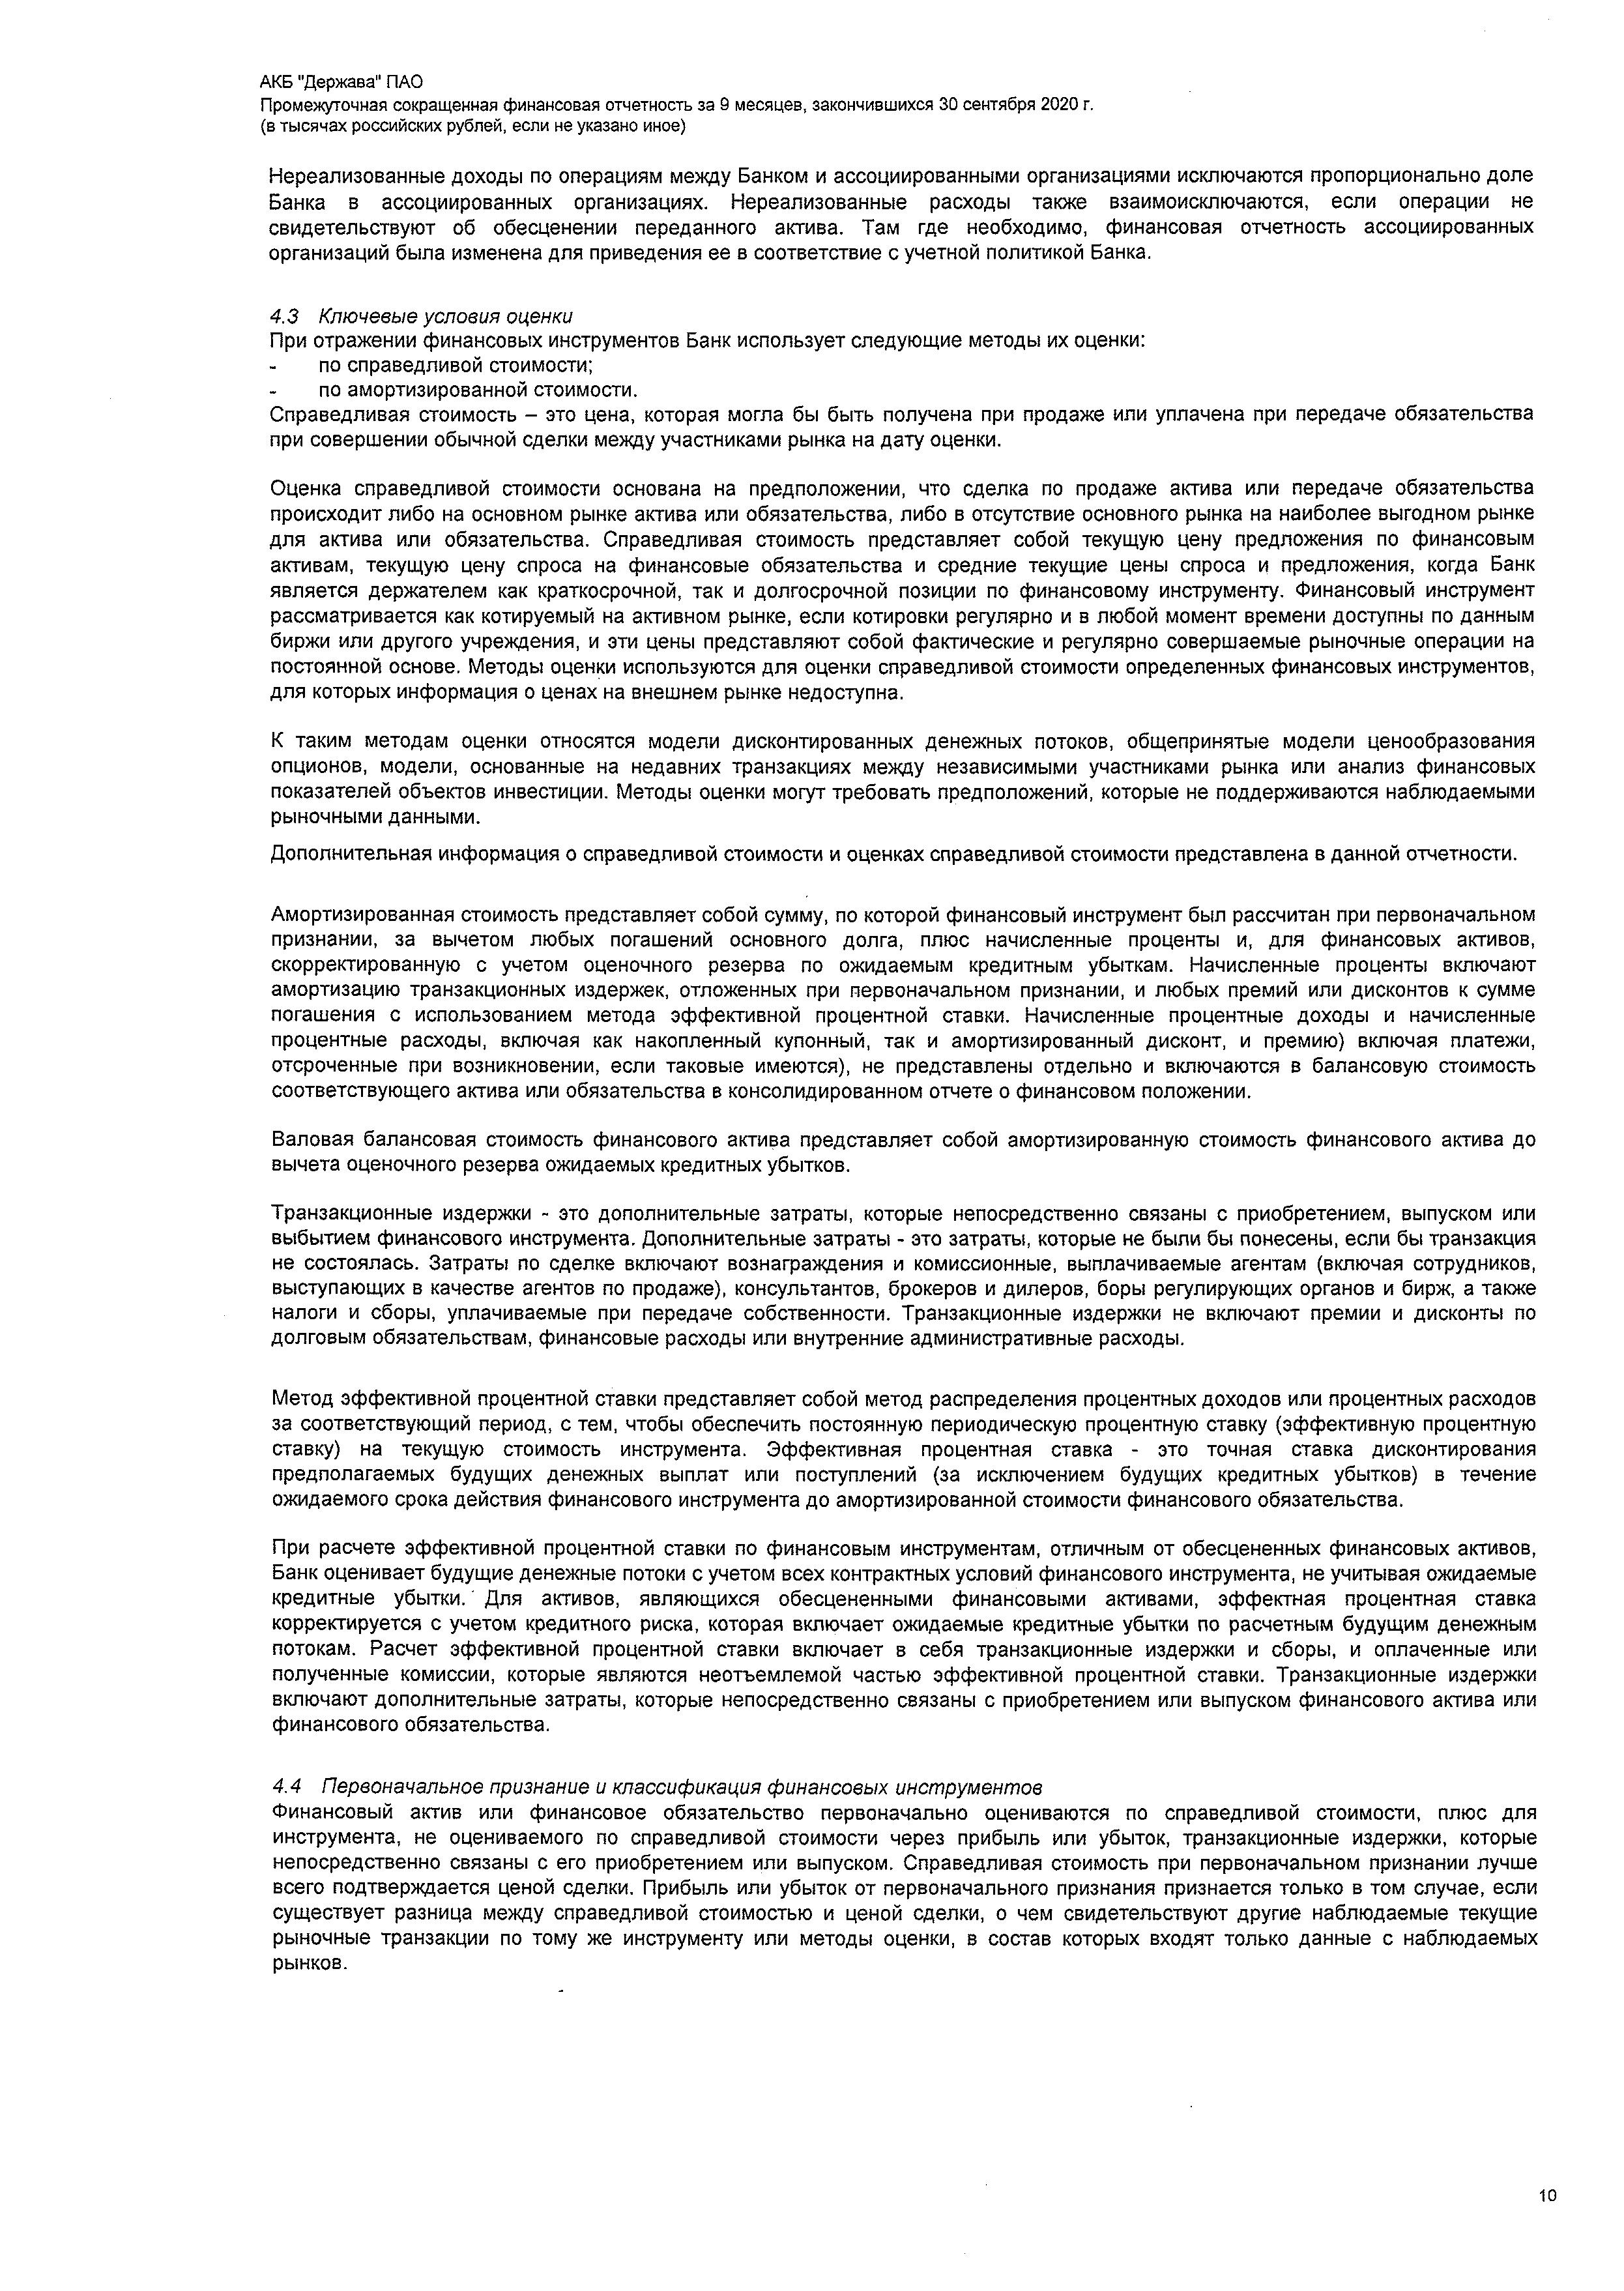 АКБ "Держава" ПАО
Промежуточная сокращенная финансовая отчетность за 9 месяцев, закончившихся 30 сентября 2020 г.
(в тысячах российских рублей, если не указано иное)
Нереализованные доходы по операциям между Банком и ассоциированными организациями исключаются пропорционально доле
Банка в ассоциированных организациях. Нереализованные расходы также взаимоисключаются, если операции не
свидетельствуют об обесценении переданного актива. Там где необходимо, финансовая отчетность ассоциированных
организаций была изменена для приведения ее в соответствие с учетной политикой Банка.
4.3 Ключевые условия оценки
При отражении финансовых инструментов Банк использует следующие методы их оценки:
- по справедливой стоимости;
- по амортизированной стоимости.
Справедливая стоимость – это цена, которая могла бы быть получена при продаже или уплачена при передаче обязательства
при совершении обычной сделки между участниками рынка на дату оценки.
Оценка справедливой стоимости основана на предположении, что сделка по продаже актива или передаче обязательства
происходит либо на основном рынке актива или обязательства, либо в отсутствие основного рынка на наиболее выгодном рынке
для актива или обязательства. Справедливая стоимость представляет собой текущую цену предложения по финансовым
активам, текущую цену спроса на финансовые обязательства и средние текущие цены спроса и предложения, когда Банк
является держателем как краткосрочной, так и долгосрочной позиции по финансовому инструменту. Финансовый инструмент
рассматривается как котируемый на активном рынке, если котировки регулярно и в любой момент времени доступны по данным
биржи или другого учреждения, и эти цены представляют собой фактические и регулярно совершаемые рыночные операции на
постоянной основе. Методы оценки используются для оценки справедливой стоимости определенных финансовых инструментов,
для которых информация о ценах на внешнем рынке недоступна.
К таким методам оценки относятся модели дисконтированных денежных потоков, общепринятые модели ценообразования
опционов, модели, основанные на недавних транзакциях между независимыми участниками рынка или анализ финансовых
показателей объектов инвестиции. Методы оценки могут требовать предположений, которые не поддерживаются наблюдаемыми
рыночными данными.
Дополнительная информация о справедливой стоимости и оценках справедливой стоимости представлена в данной отчетности.
Амортизированная стоимость представляет собой сумму, по которой финансовый инструмент был рассчитан при первоначальном
признании, за вычетом любых погашений основного долга, плюс начисленные проценты и, для финансовых активов,
скорректированную с учетом оценочного резерва по ожидаемым кредитным убыткам. Начисленные проценты включают
амортизацию транзакционных издержек, отложенных при первоначальном признании, и любых премий или дисконтов к сумме
погашения с использованием метода эффективной процентной ставки. Начисленные процентные доходы и начисленные
процентные расходы, включая как накопленный купонный, так и амортизированный дисконт, и премию) включая платежи,
отсроченные при возникновении, если таковые имеются), не представлены отдельно и включаются в балансовую стоимость
соответствующего актива или обязательства в консолидированном отчете о финансовом положении.
Валовая балансовая стоимость финансового актива представляет собой амортизированную стоимость финансового актива до
вычета оценочного резерва ожидаемых кредитных убытков.
Транзакционные издержки - это дополнительные затраты, которые непосредственно связаны с приобретением, выпуском или
выбытием финансового инструмента. Дополнительные затраты - это затраты, которые не были бы понесены, если бы транзакция
не состоялась. Затраты по сделке включают вознаграждения и комиссионные, выплачиваемые агентам (включая сотрудников,
выступающих в качестве агентов по продаже), консультантов, брокеров и дилеров, боры регулирующих органов и бирж, а также
налоги и сборы, уплачиваемые при передаче собственности. Транзакционные издержки не включают премии и дисконты по
долговым обязательствам, финансовые расходы или внутренние административные расходы.
Метод эффективной процентной ставки представляет собой метод распределения процентных доходов или процентных расходов
за соответствующий период, с тем, чтобы обеспечить постоянную периодическую процентную ставку (эффективную процентную
ставку) на текущую стоимость инструмента. Эффективная процентная ставка - это точная ставка дисконтирования
предполагаемых будущих денежных выплат или поступлений (за исключением будущих кредитных убытков) в течение
ожидаемого срока действия финансового инструмента до амортизированной стоимости финансового обязательства.
При расчете эффективной процентной ставки по финансовым инструментам, отличным от обесцененных финансовых активов,
Банк оценивает будущие денежные потоки с учетом всех контрактных условий финансового инструмента, не учитывая ожидаемые
кредитные убытки. Для активов, являющихся обесцененными финансовыми активами, эффектная процентная ставка
корректируется с учетом кредитного риска, которая включает ожидаемые кредитные убытки по расчетным будущим денежным
потокам. Расчет эффективной процентной ставки включает в себя транзакционные издержки и сборы, и оплаченные или
полученные комиссии, которые являются неотъемлемой частью эффективной процентной ставки. Транзакционные издержки
включают дополнительные затраты, которые непосредственно связаны с приобретением или выпуском финансового актива или
финансового обязательства.
4.4 Первоначальное признание и классификация финансовых инструментов
Финансовый актив или финансовое обязательство первоначально оцениваются по справедливой стоимости, плюс для
инструмента, не оцениваемого по справедливой стоимости через прибыль или убыток, транзакционные издержки, которые
непосредственно связаны с его приобретением или выпуском. Справедливая стоимость при первоначальном признании лучше
всего подтверждается ценой сделки. Прибыль или убыток от первоначального признания признается только в том случае, если
существует разница между справедливой стоимостью и ценой сделки, о чем свидетельствуют другие наблюдаемые текущие
рыночные транзакции по тому же инструменту или методы оценки, в состав которых входят только данные с наблюдаемых
рынков.
10